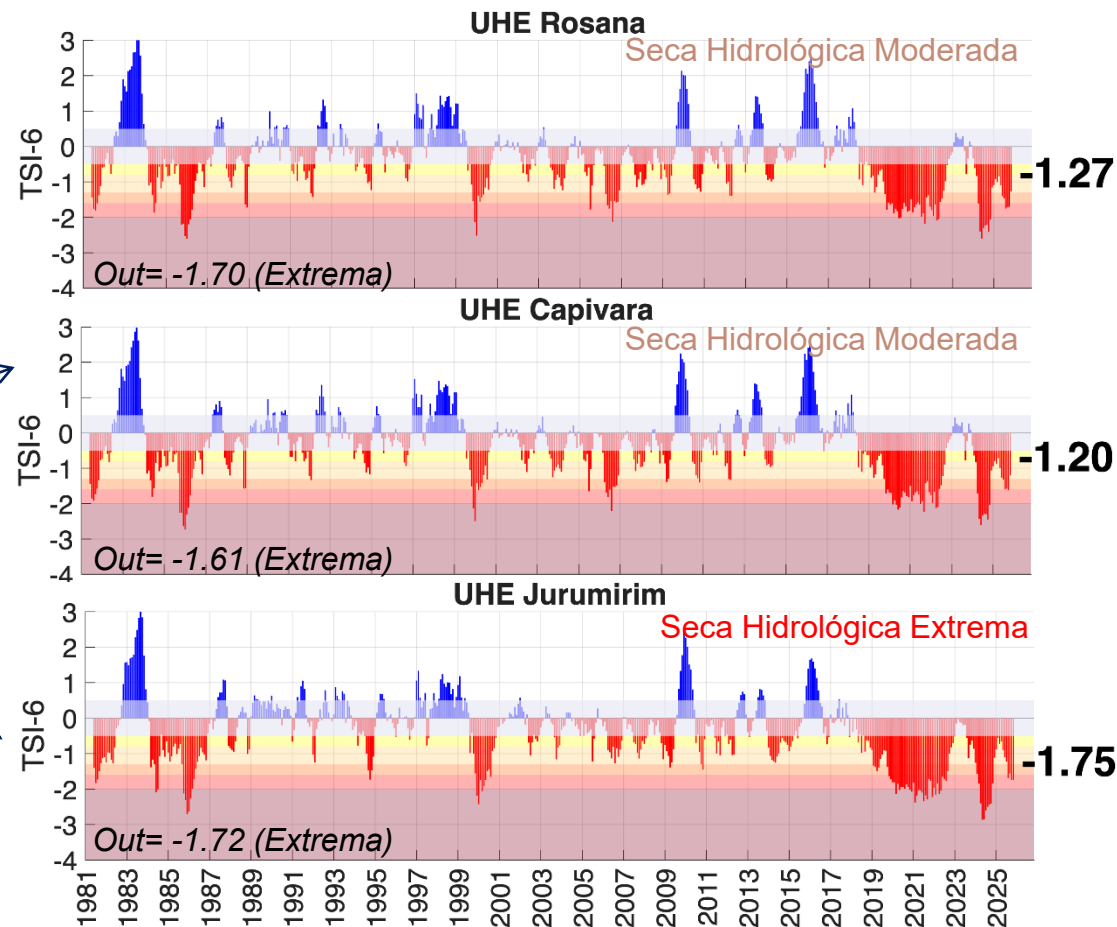 UHE Rosana
Seca Hidrológica Moderada
3
2
1
0
-1
-2
-3
-4
TSI-6
-1.27
Out= -1.70 (Extrema)
UHE Capivara
Seca Hidrológica Moderada
3
2
1
0
-1
-2
-3
-4
TSI-6
-1.20
Out= -1.61 (Extrema)
UHE Jurumirim
Seca Hidrológica Extrema
3
2
1
0
-1
-2
-3
-4
TSI-6
-1.75
Out= -1.72 (Extrema)
1981 1983 1985 1987 1989 1991 1993 1995 1997 1999 2001 2003 2005 2007 2009 2011 2013 2015 2016 2017 2019 2021 2023 2025